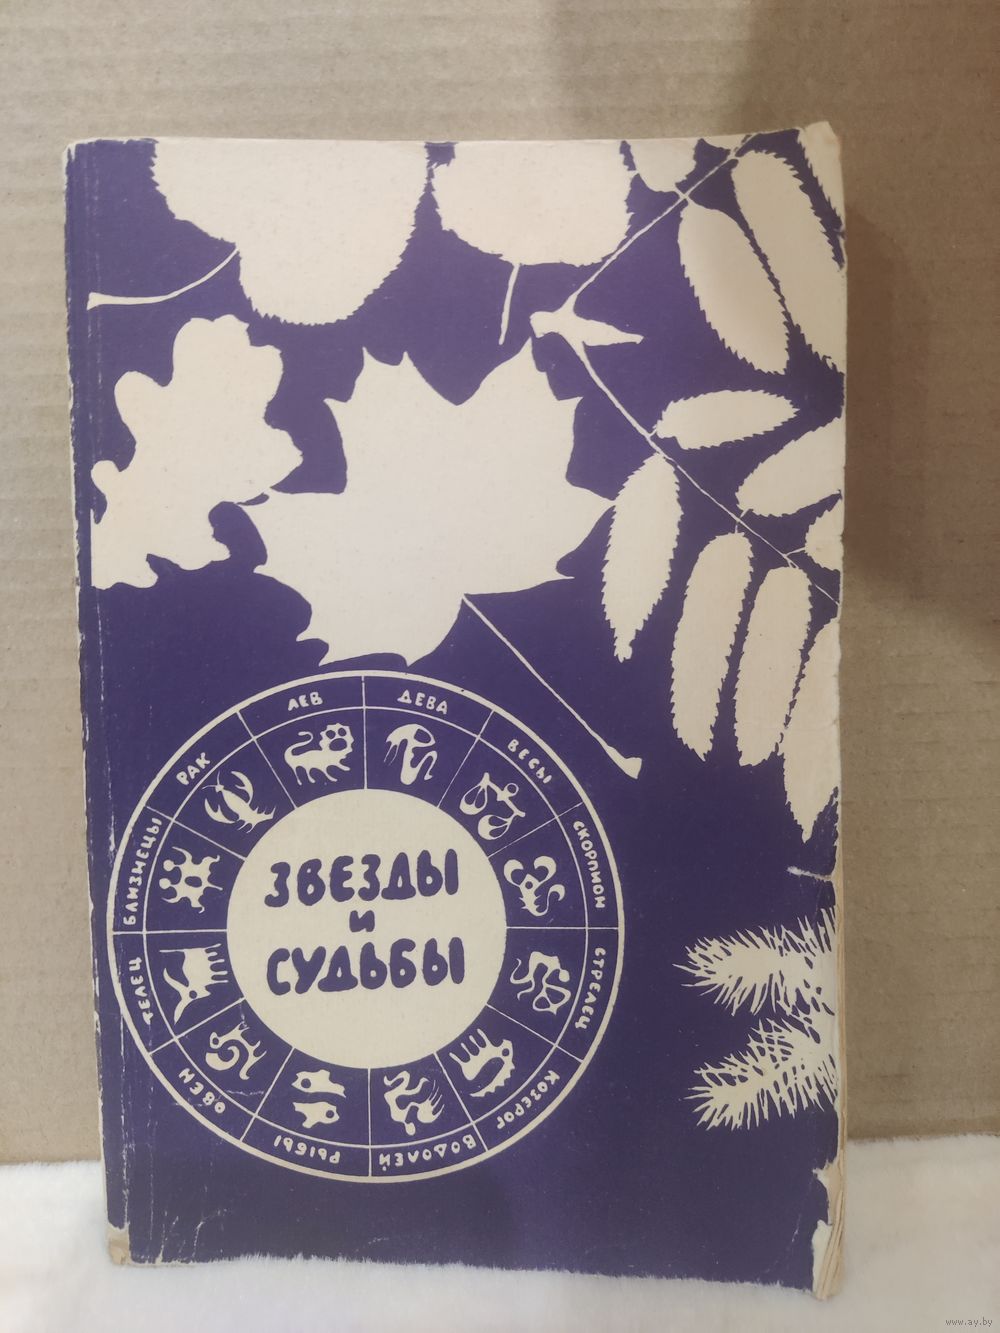 ЛЕВ
ДЕВА
ВЕСЫ
СКОРПИОН
СТРЕЛЕЦ
КОЗЕРОГ
ВОДОЛЕЙ
РЫБЫ
ОВЕН
ТЕЛЕЦ
БЛИЗНЕЦЫ
РАК
ЗВЕЗДЫ
И
СУДЬБЫ
www.ay.by